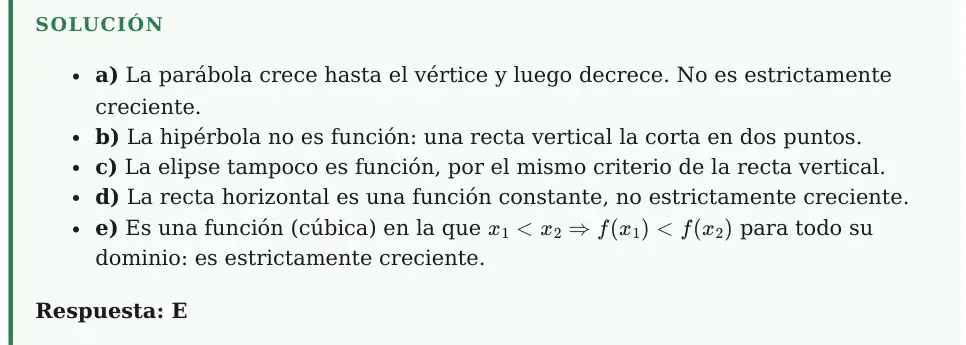 SOLUCIÓN
• a) La parábola crece hasta el vértice y luego decrece. No es estrictamente
creciente.
• b) La hipérbola no es función: una recta vertical la corta en dos puntos.
• c) La elipse tampoco es función, por el mismo criterio de la recta vertical.
• d) La recta horizontal es una función constante, no estrictamente creciente.
• e) Es una función (cúbica) en la que x₁ < x₂ ⇒ f(x₁) < f(x₂) para todo su
dominio: es estrictamente creciente.
Respuesta: E